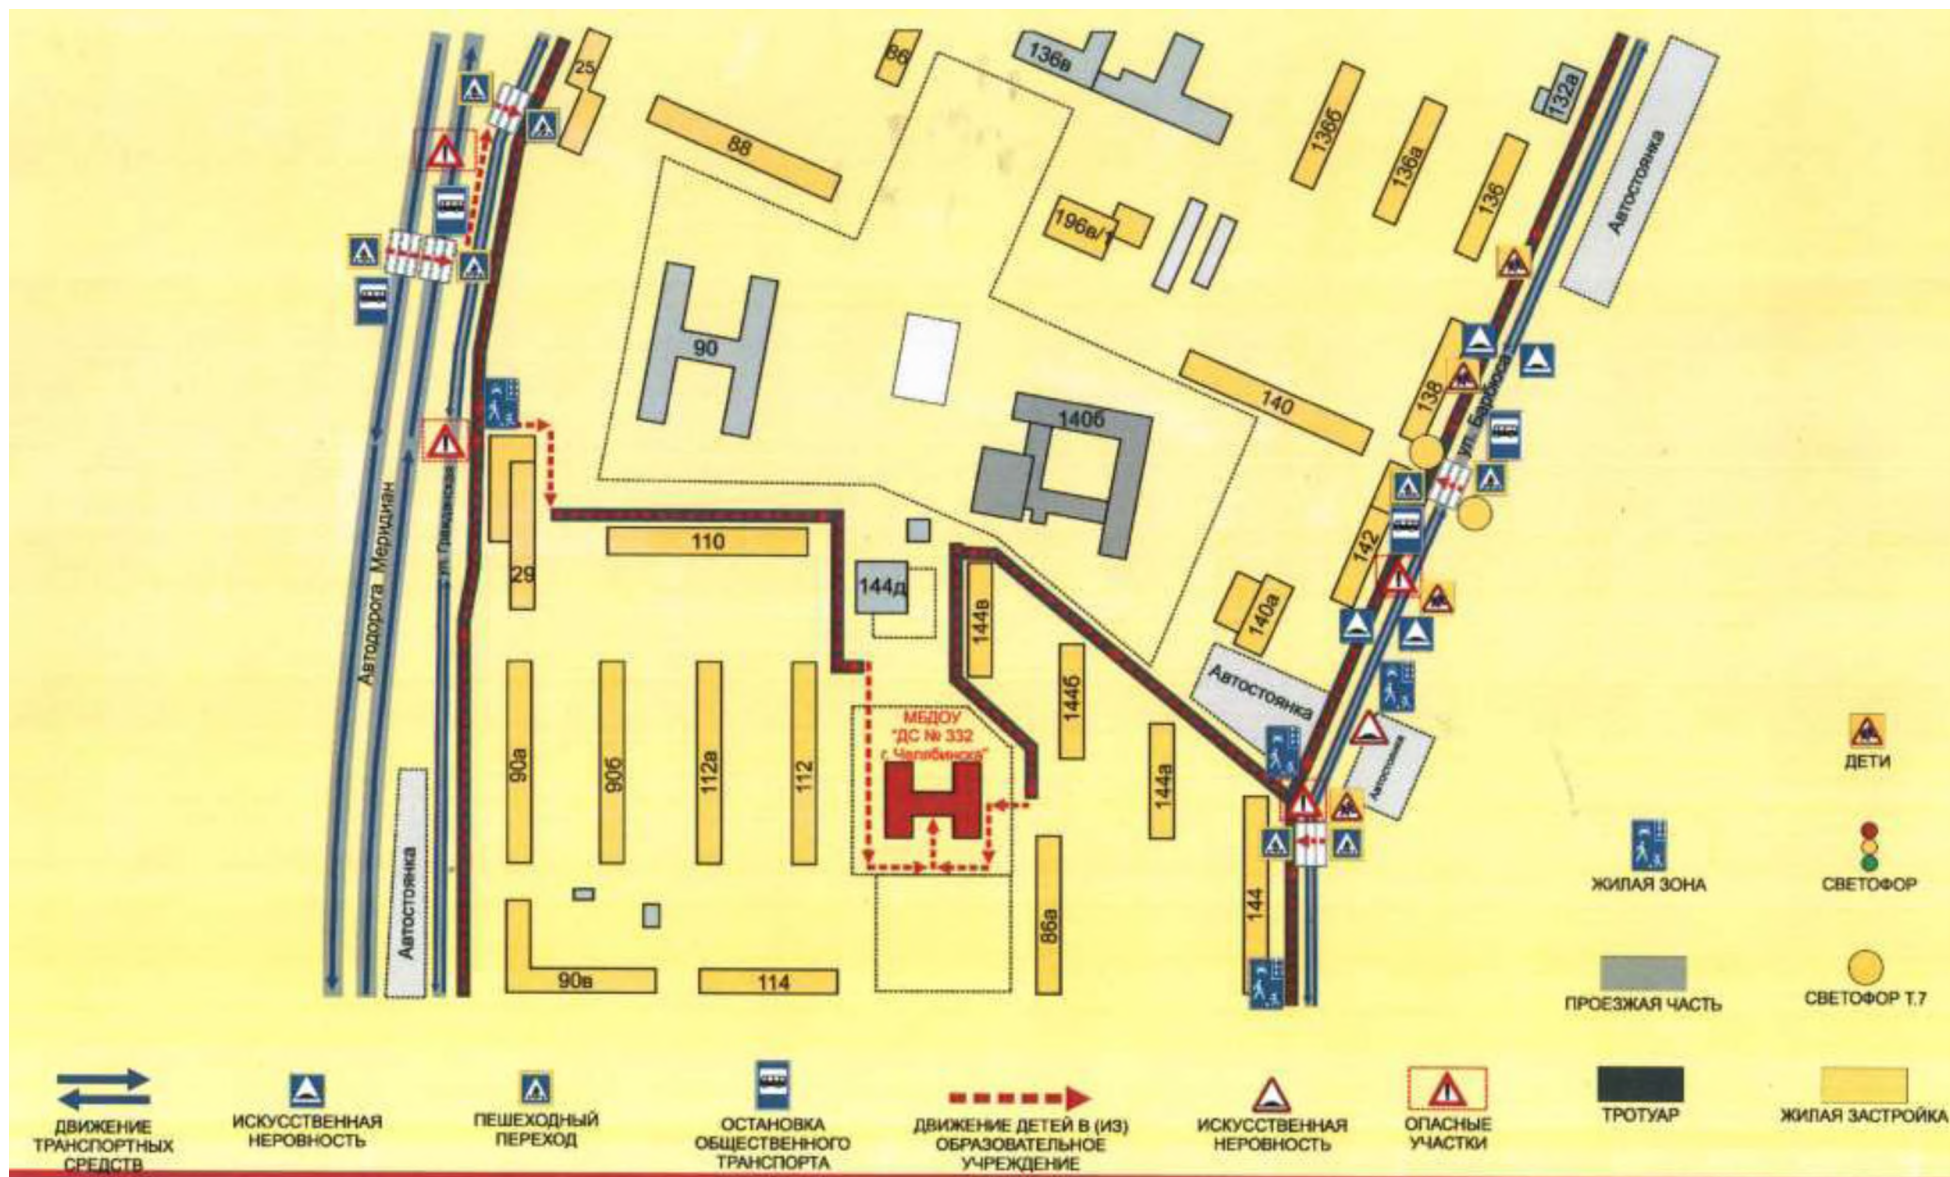 25
86
136в
132а
88
136б
136а
136
Автостоянка
196в/1
90
140
138
ул. Барбюса
140б
Автодорога Меридиан
ул. Гражданская
29
110
144д
144в
142
140а
Автостоянка
144б
МБДОУ
"ДС № 332
г. Челябинска"
90а
90б
112а
112
144а
Автостоянка
Автостоянка
86а
144
90в
114
ДЕТИ
ЖИЛАЯ ЗОНА
СВЕТОФОР
ПРОЕЗЖАЯ ЧАСТЬ
СВЕТОФОР Т.7
ДВИЖЕНИЕ
ТРАНСПОРТНЫХ
СРЕДСТВ
ИСКУССТВЕННАЯ
НЕРОВНОСТЬ
ПЕШЕХОДНЫЙ
ПЕРЕХОД
ОСТАНОВКА
ОБЩЕСТВЕННОГО
ТРАНСПОРТА
ДВИЖЕНИЕ ДЕТЕЙ В (ИЗ)
ОБРАЗОВАТЕЛЬНОЕ
УЧРЕЖДЕНИЕ
ИСКУССТВЕННАЯ
НЕРОВНОСТЬ
ОПАСНЫЕ
УЧАСТКИ
ТРОТУАР
ЖИЛАЯ ЗАСТРОЙКА